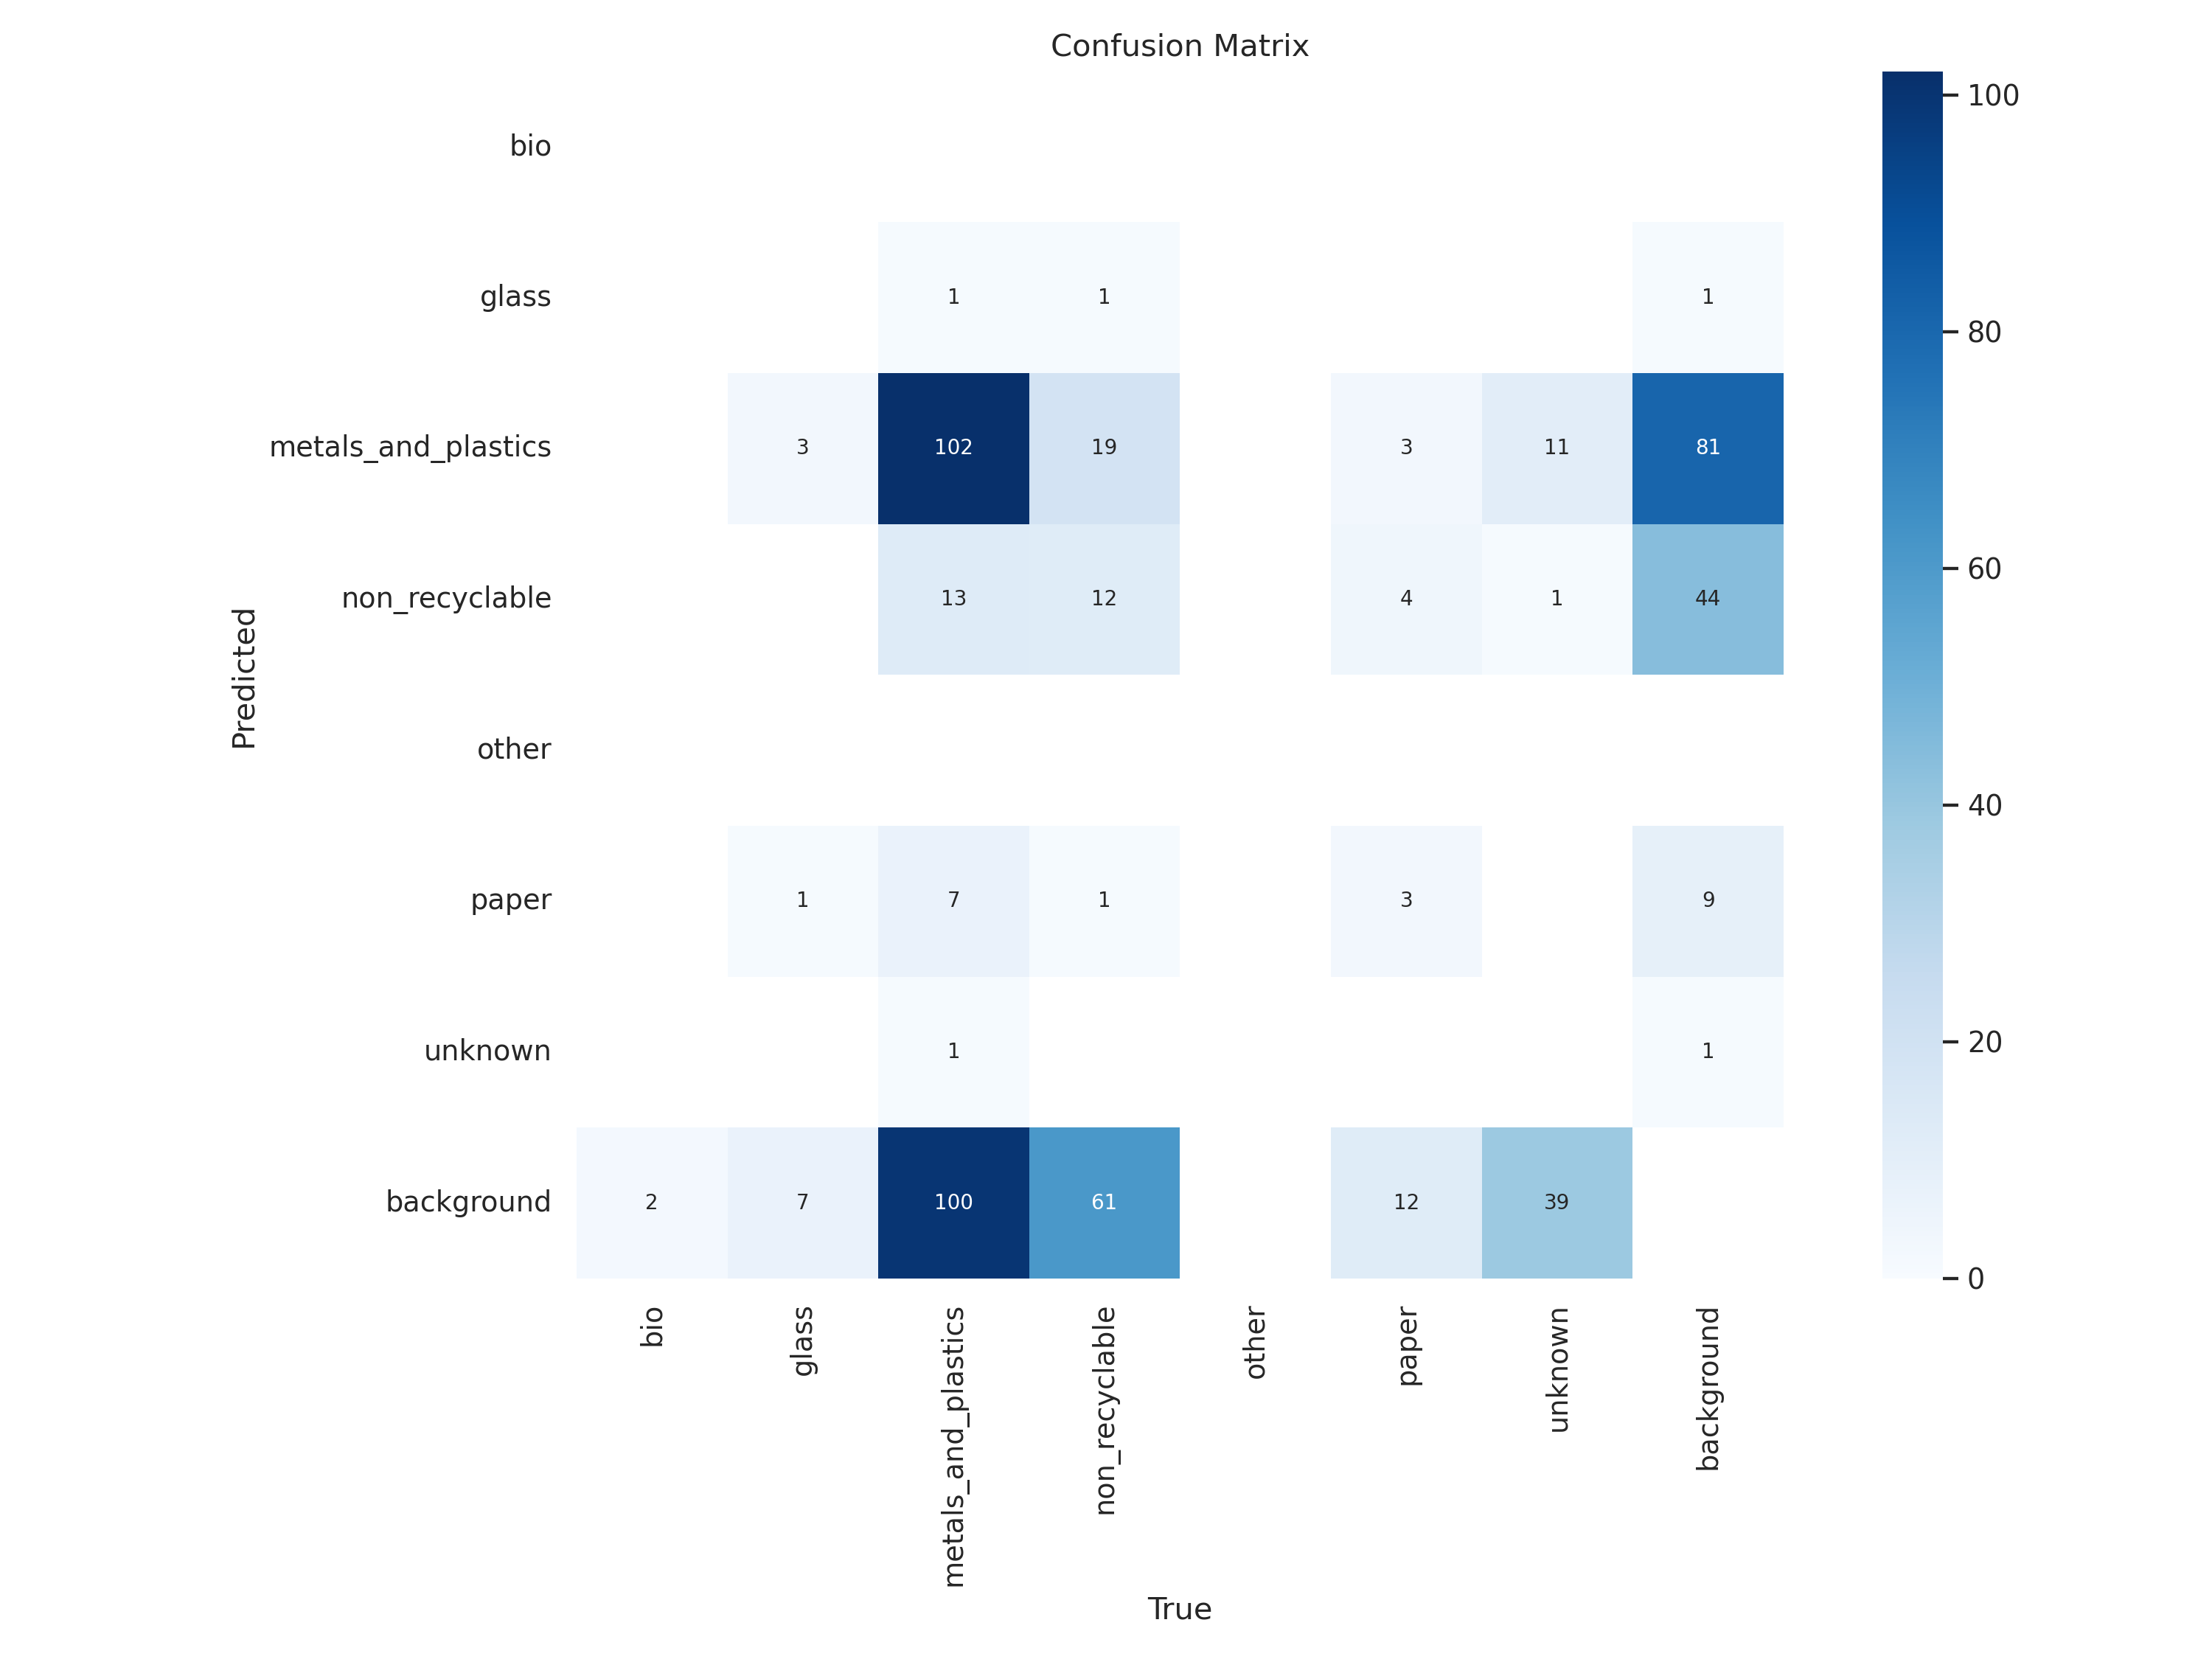 Confusion Matrix
Predicted
bio
glass 1 1 1
metals_and_plastics 3 102 19 3 11 81
non_recyclable 13 12 4 1 44
other
paper 1 7 1 3 9
unknown 1 1
background 2 7 100 61 12 39
bio glass metals_and_plastics non_recyclable other paper unknown background
True
100
80
60
40
20
0